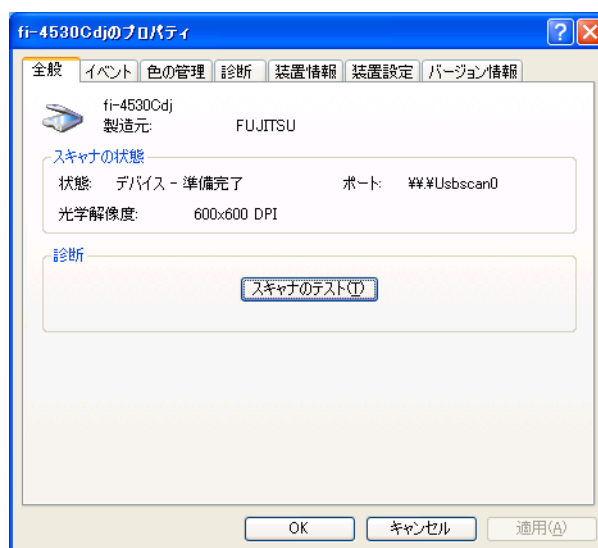 fi-4530Cdjのプロパティ
全般 イベント 色の管理 診断 装置情報 装置設定 バージョン情報
fi-4530Cdj
製造元: FUJITSU
スキャナの状態
状態: デバイス - 準備完了 ポート: ¥¥.¥Usbscan0
光学解像度: 600x600 DPI
診断
スキャナのテスト(T)
OK キャンセル 適用(A)